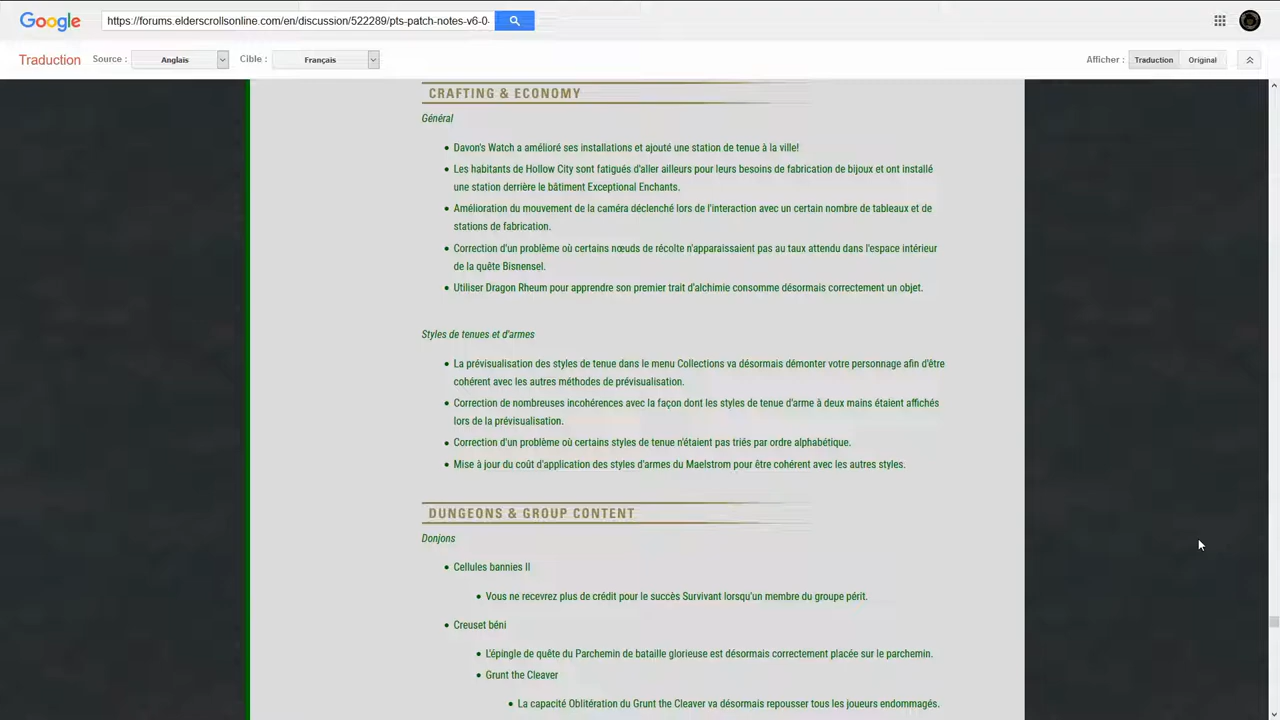 Google
https://forums.elderscrollsonline.com/en/discussion/522289/pts-patch-notes-v6-0-
Traduction Source : Anglais Cible : Français Afficher : Traduction Original
CRAFTING & ECONOMY
Général
• Davon's Watch a amélioré ses installations et ajouté une station de tenue à la ville!
• Les habitants de Hollow City sont fatigués d'aller ailleurs pour leurs besoins de fabrication de bijoux et ont installé
une station derrière le bâtiment Exceptional Enchants.
• Amélioration du mouvement de la caméra déclenché lors de l'interaction avec un certain nombre de tableaux et de
stations de fabrication.
• Correction d'un problème où certains nœuds de récolte n'apparaissaient pas au taux attendu dans l'espace intérieur
de la quête Bisnensel.
• Utiliser Dragon Rheum pour apprendre son premier trait d'alchimie consomme désormais correctement un objet.
Styles de tenues et d'armes
• La prévisualisation des styles de tenue dans le menu Collections va désormais démonter votre personnage afin d'être
cohérent avec les autres méthodes de prévisualisation.
• Correction de nombreuses incohérences avec la façon dont les styles de tenue d'arme à deux mains étaient affichés
lors de la prévisualisation.
• Correction d'un problème où certains styles de tenue n'étaient pas triés par ordre alphabétique.
• Mise à jour du coût d'application des styles d'armes du Maelstrom pour être cohérent avec les autres styles.
DUNGEONS & GROUP CONTENT
Donjons
• Cellules bannies II
• Vous ne recevrez plus de crédit pour le succès Survivant lorsqu'un membre du groupe périt.
• Creuset béni
• L'épingle de quête du Parchemin de bataille glorieuse est désormais correctement placée sur le parchemin.
• Grunt the Cleaver
• La capacité Oblitération du Grunt the Cleaver va désormais repousser tous les joueurs endommagés.